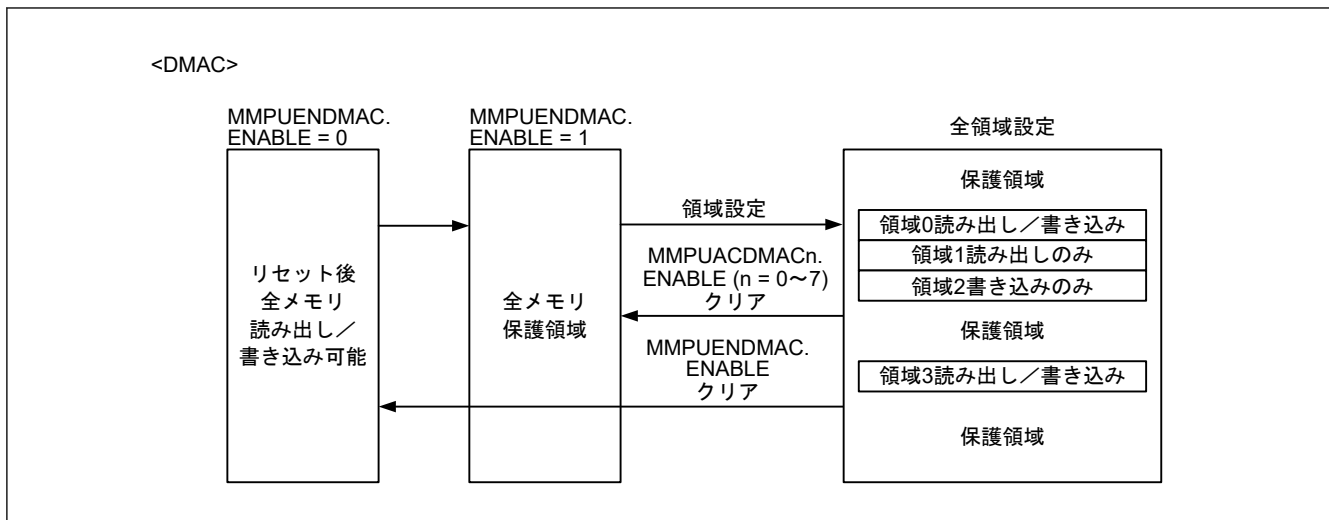 <DMAC>
MMPUENDMAC.
ENABLE = 0
MMPUENDMAC.
ENABLE = 1
全領域設定
リセット後
全メモリ
読み出し／
書き込み可能
全メモリ
保護領域
領域設定
MMPUACDMACn.
ENABLE (n = 0～7)
クリア
MMPUENDMAC.
ENABLE
クリア
保護領域
領域0読み出し／書き込み
領域1読み出しのみ
領域2書き込みのみ
保護領域
領域3読み出し／書き込み
保護領域